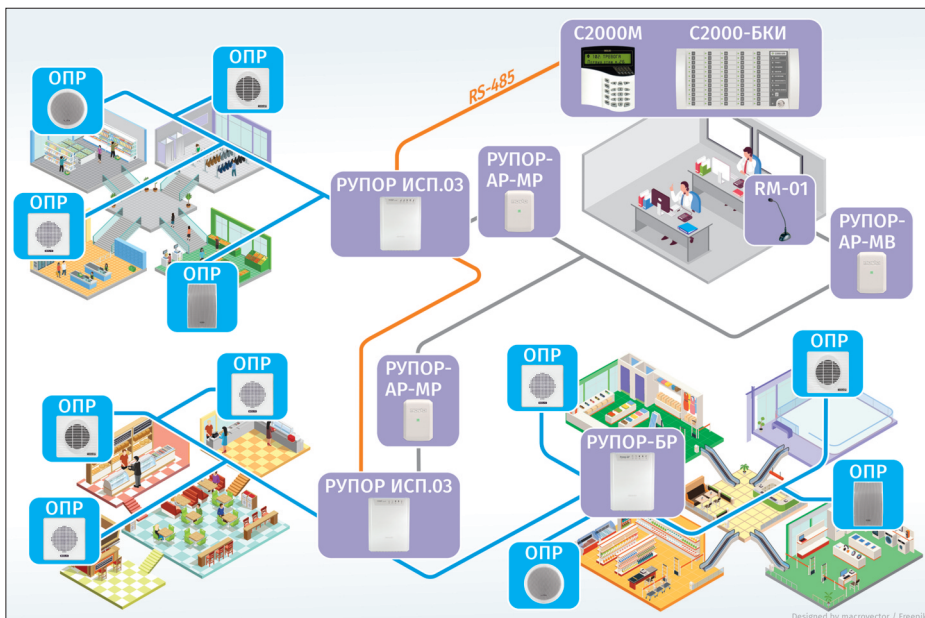 С2000М
С2000-БКИ
ОПР
ОПР
RS-485
РУПОР ИСП.03
РУПОР-
АР-МР
RM-01
ОПР
РУПОР-
АР-МВ
ОПР
ОПР
ОПР
РУПОР-
АР-МР
ОПР
ОПР
ОПР
РУПОР-БР
РУПОР ИСП.03
ОПР
ОПР
Designed by macrovector / Freepik